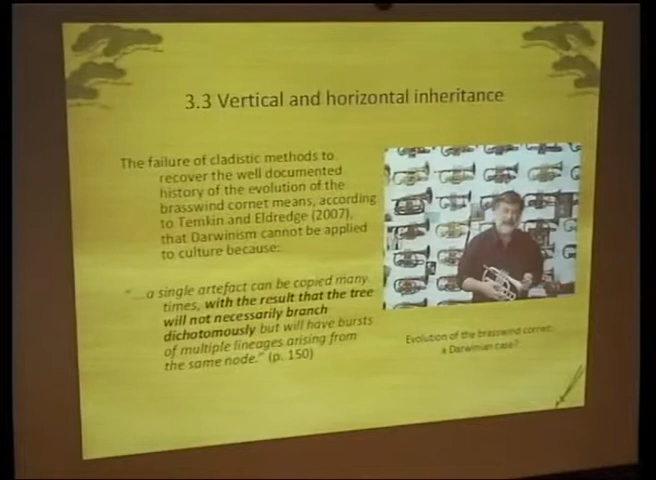 3.3 Vertical and horizontal inheritance
The failure of cladistic methods to
recover the well documented
history of the evolution of the
brasswind cornet means, according
to Temkin and Eldredge (2007),
that Darwinism cannot be applied
to culture because:
"…a single artefact can be copied many
times, with the result that the tree
will not necessarily branch
dichotomously but will have bursts
of multiple lineages arising from
the same node." (p. 150)
Evolution of the brasswind cornet:
a Darwinian case?